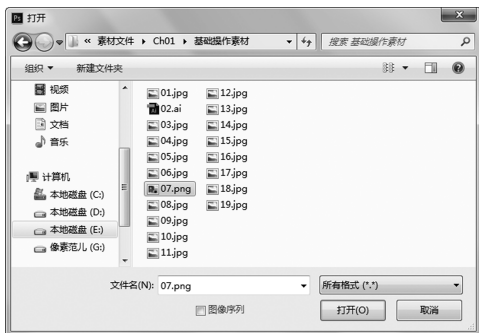 Ps 打开
« 素材文件 ▸ Ch01 ▸ 基础操作素材
搜索 基础操作素材
组织 ▼ 新建文件夹
视频
图片
文档
音乐
计算机
本地磁盘 (C:)
本地磁盘 (D:)
本地磁盘 (E:)
像素范儿 (G:)
01.jpg
02.ai
03.jpg
04.jpg
05.jpg
06.jpg
07.png
08.jpg
09.jpg
10.jpg
11.jpg
12.jpg
13.jpg
14.jpg
15.jpg
16.jpg
17.jpg
18.jpg
19.jpg
文件名(N): 07.png
所有格式 (*.*)
图像序列
打开(O)
取消